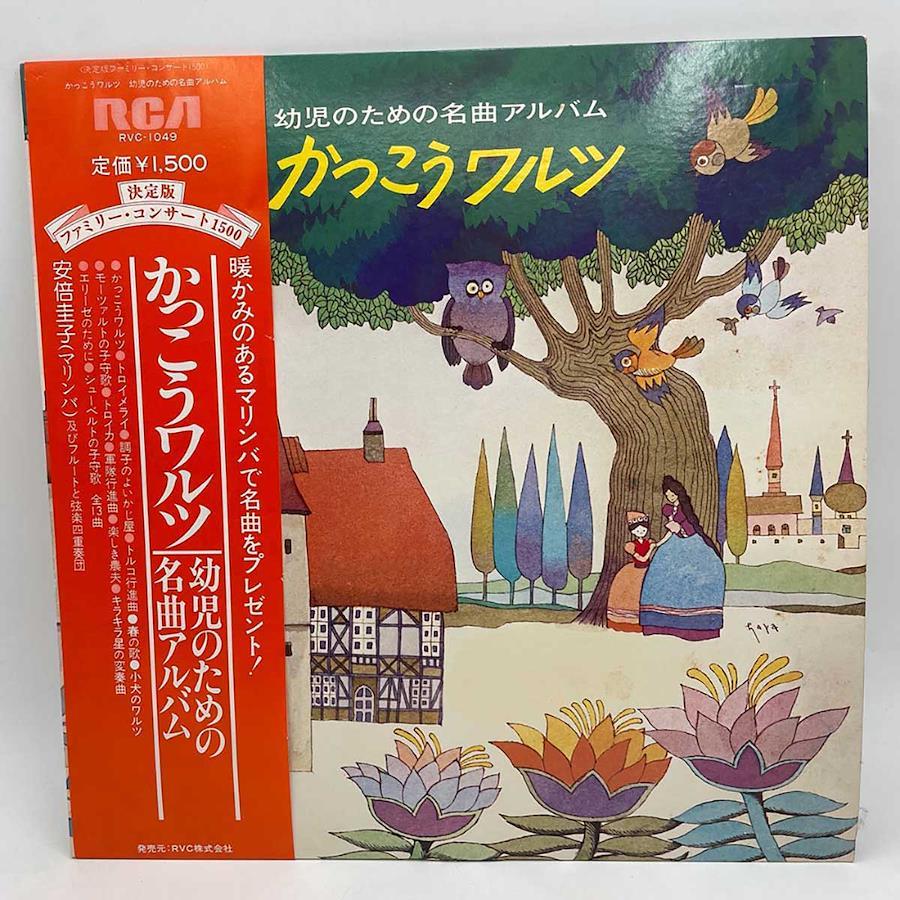 〈決定版ファミリー・コンサート1500〉
かっこうワルツ 幼児のための名曲アルバム
RCA
RVC-1049
定価¥1,500
決定版
ファミリー・コンサート1500
暖かみのあるマリンバで名曲をプレゼント!
かっこうワルツ
幼児のための
名曲アルバム
●かっこうワルツ●トロイメライ●調子のよいかじ屋●トルコ行進曲●春の歌●小犬のワルツ
●モーツァルトの子守歌●トロイカ●軍隊行進曲●楽しき農夫●キラキラ星の変奏曲
●エリーゼのために●シューベルトの子守歌 全13曲
安倍圭子(マリンバ)及びフルートと弦楽四重奏団
発売元:RVC株式会社
幼児のための名曲アルバム
かっこうワルツ